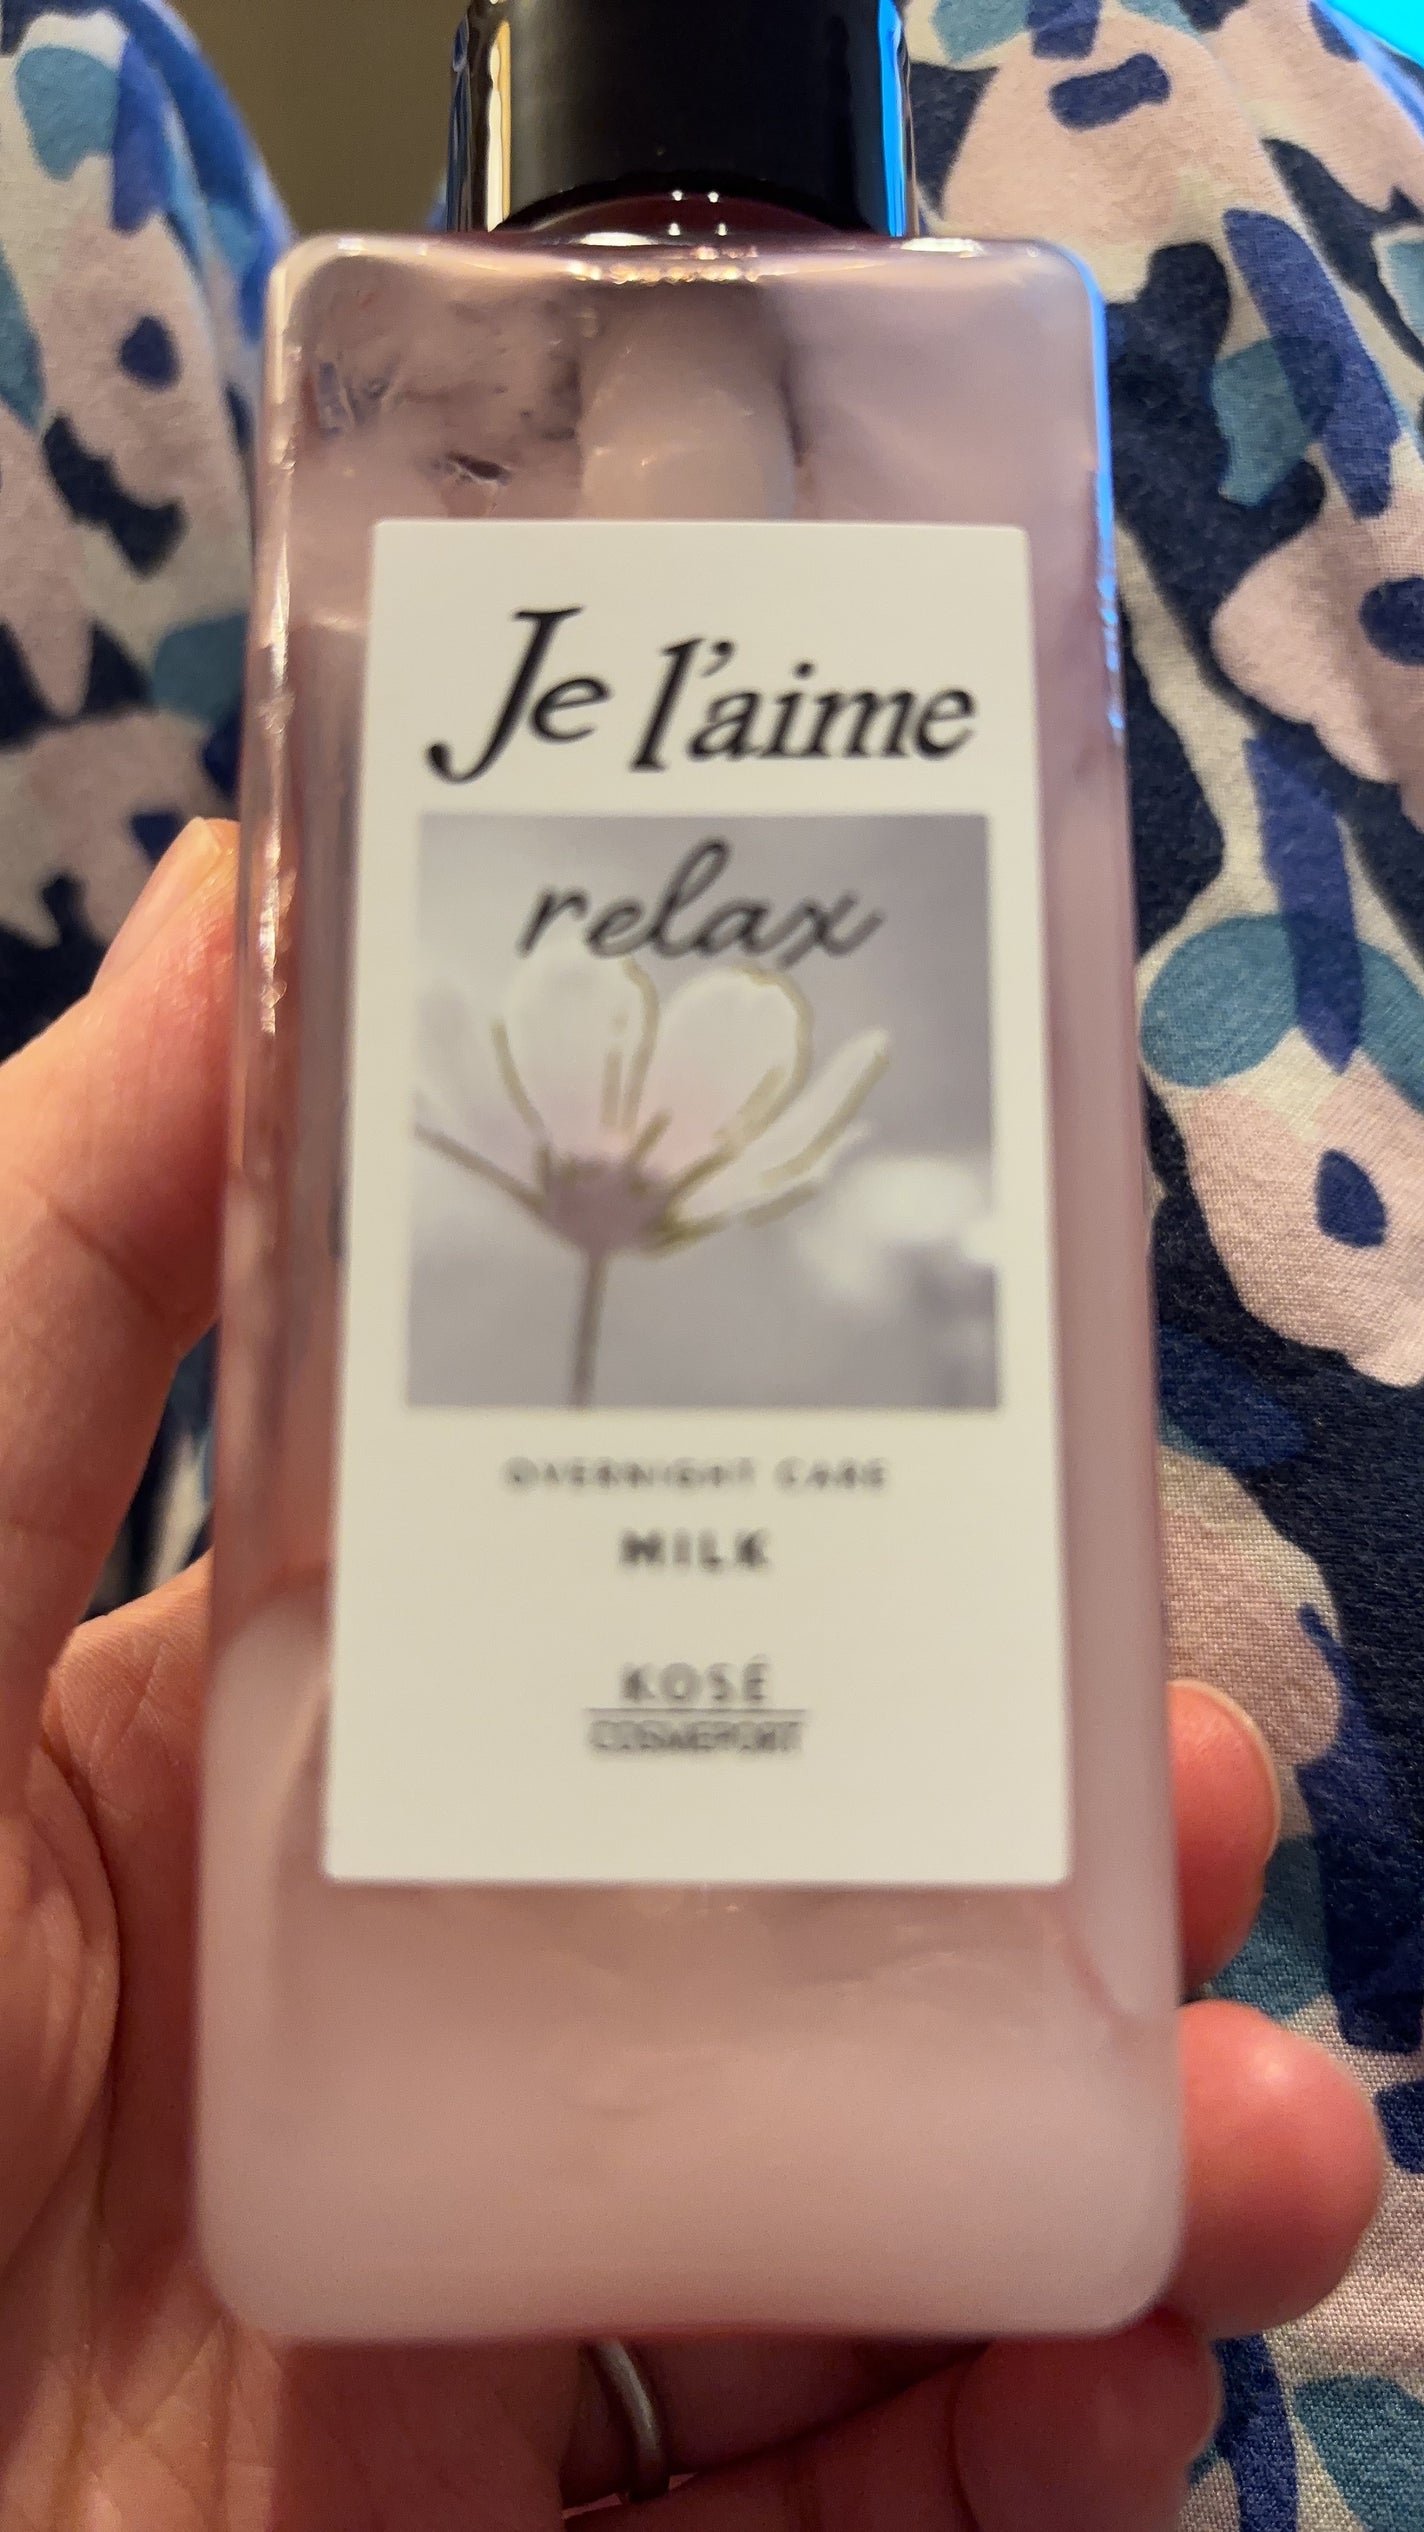 Je l'aime
relax
OVERNIGHT CARE
MILK
KOSÉ
COSMEPORT